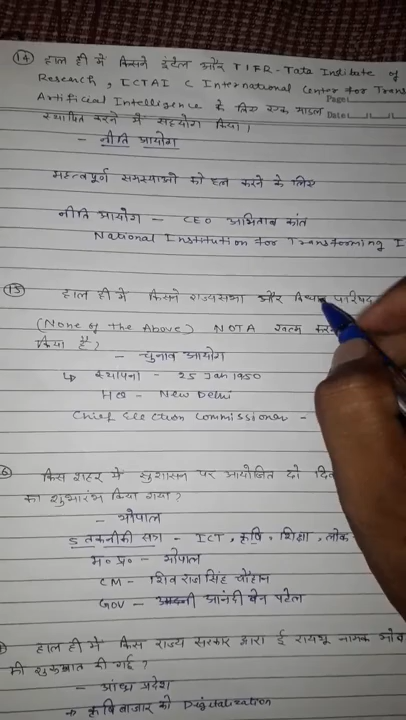 (14) हाल ही में किसने इंटेल और TIFR-Tata Institute of
Research, ICTAI C International Center for Trans
Page:
Artificial Intelligence के लिए एक माडल
Date:
स्थापित करने में सहयोग किया।
- नीति आयोग
महत्वपूर्ण समस्याओ को हल करने के लिए
नीति आयोग - CEO अमिताब कांत
National Institution for Transforming I
(15) हाल ही में किसने राज्यसभा और विधान परिषद
(None of the Above) NOTA खत्म कर
किया है?
- चुनाव आयोग
↳ स्थापना - 25 Jan 1950
HQ - New Delhi
Chief Election Commissioner -
6 किस शहर में सुशासन पर आयोजित दो दि
का शुभारंभ किया गया?
- भोपाल
5 तकनीकी सत्र - ICT, कृषि, शिक्षा, लोक
म० प्र० - भोपाल
CM - शिवराज सिंह चौहान
Gov - आनंदी बेन पटेल
हाल ही में किस राज्य सरकार द्वारा ई रायथू नामक
की शुरुआत की गई?
- आंध्र प्रदेश
→ कृषि बाजार को Digitalization